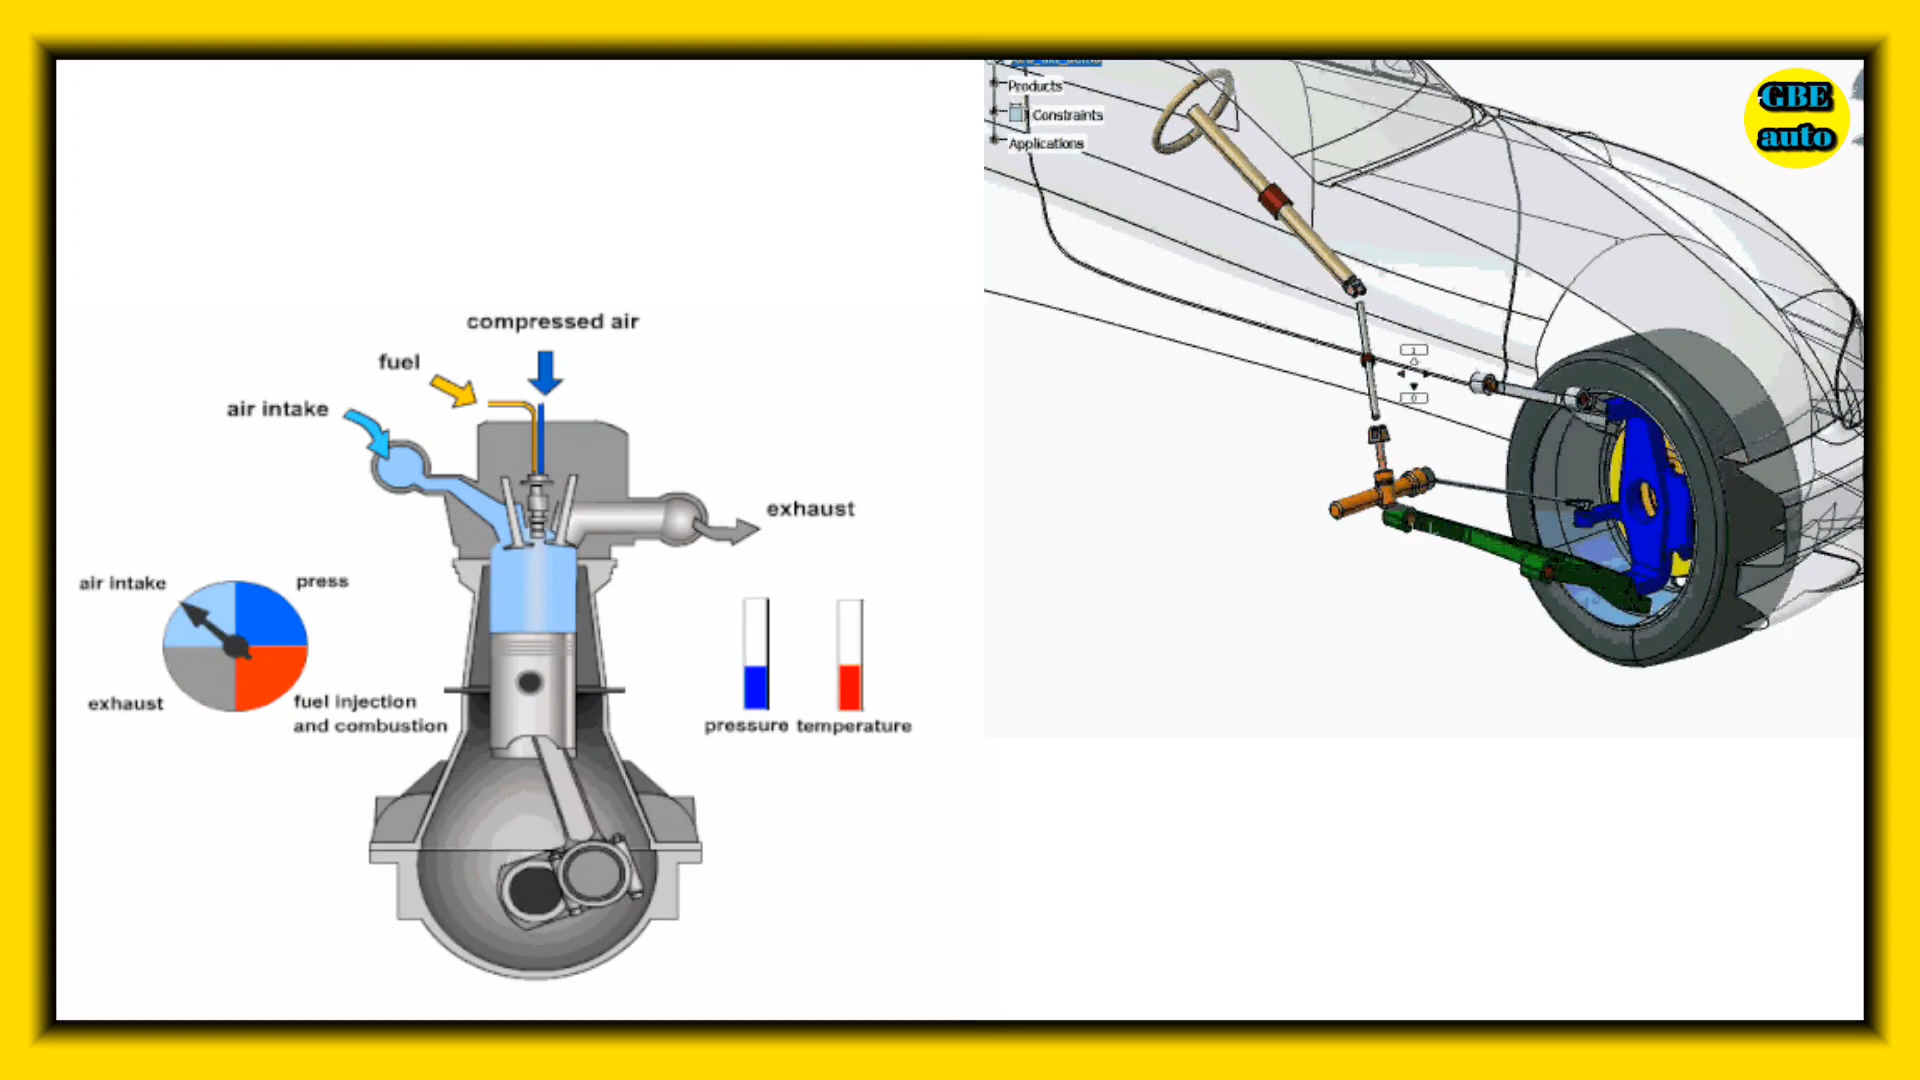 compressed air
fuel
air intake
exhaust
air intake
press
exhaust
fuel injection
and combustion
pressure
temperature
Products
Constraints
Applications
GBE
auto